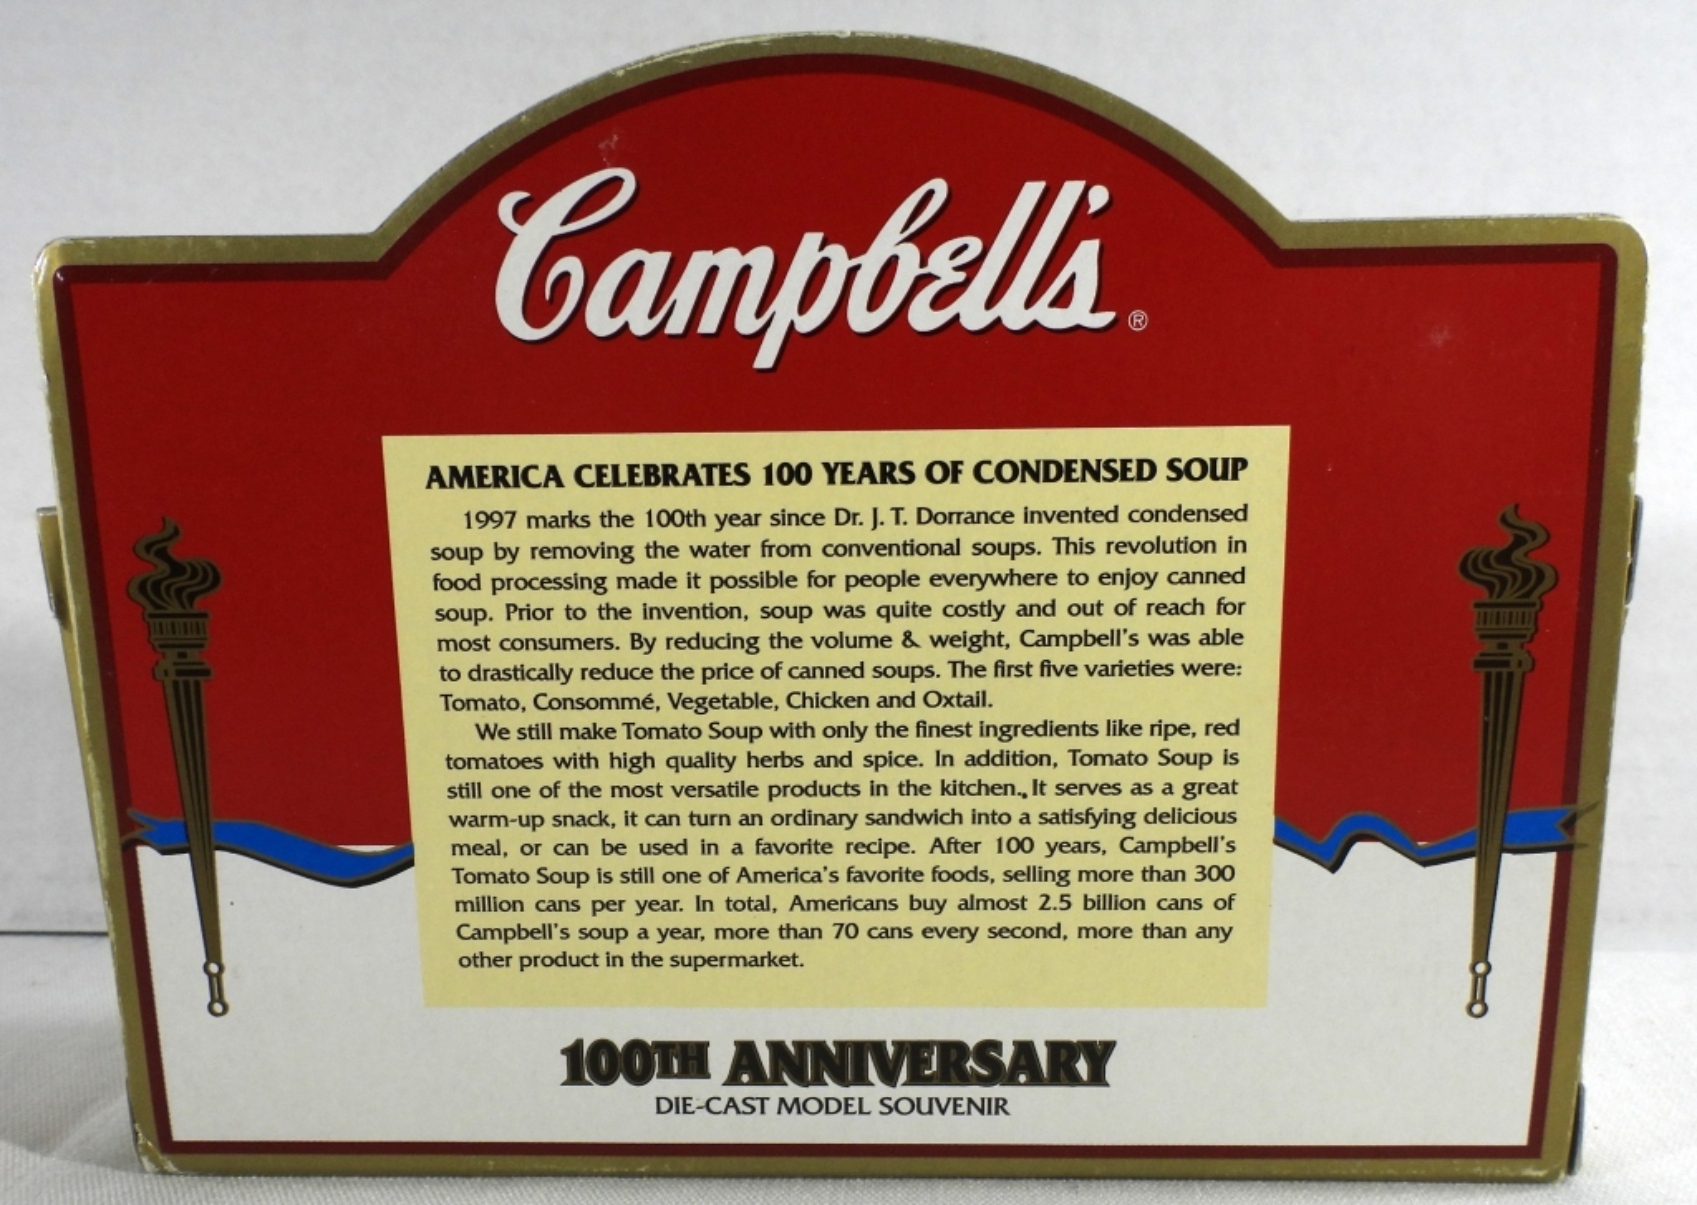 Campbell's®
AMERICA CELEBRATES 100 YEARS OF CONDENSED SOUP
1997 marks the 100th year since Dr. J. T. Dorrance invented condensed
soup by removing the water from conventional soups. This revolution in
food processing made it possible for people everywhere to enjoy canned
soup. Prior to the invention, soup was quite costly and out of reach for
most consumers. By reducing the volume & weight, Campbell's was able
to drastically reduce the price of canned soups. The first five varieties were:
Tomato, Consommé, Vegetable, Chicken and Oxtail.
We still make Tomato Soup with only the finest ingredients like ripe, red
tomatoes with high quality herbs and spice. In addition, Tomato Soup is
still one of the most versatile products in the kitchen. It serves as a great
warm-up snack, it can turn an ordinary sandwich into a satisfying delicious
meal, or can be used in a favorite recipe. After 100 years, Campbell's
Tomato Soup is still one of America's favorite foods, selling more than 300
million cans per year. In total, Americans buy almost 2.5 billion cans of
Campbell's soup a year, more than 70 cans every second, more than any
other product in the supermarket.
100TH ANNIVERSARY
DIE-CAST MODEL SOUVENIR